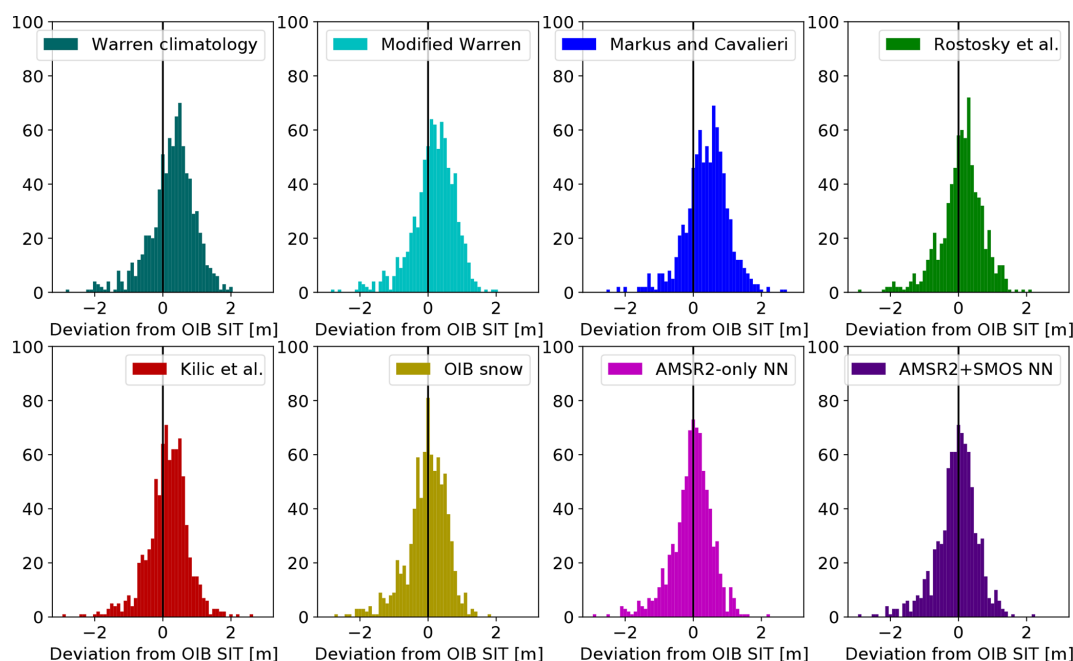 Warren climatology
100
80
60
40
20
0
−2 0 2
Deviation from OIB SIT [m]
Modified Warren
100
80
60
40
20
0
−2 0 2
Deviation from OIB SIT [m]
Markus and Cavalieri
100
80
60
40
20
0
−2 0 2
Deviation from OIB SIT [m]
Rostosky et al.
100
80
60
40
20
0
−2 0 2
Deviation from OIB SIT [m]
Kilic et al.
100
80
60
40
20
0
−2 0 2
Deviation from OIB SIT [m]
OIB snow
100
80
60
40
20
0
−2 0 2
Deviation from OIB SIT [m]
AMSR2-only NN
100
80
60
40
20
0
−2 0 2
Deviation from OIB SIT [m]
AMSR2+SMOS NN
100
80
60
40
20
0
−2 0 2
Deviation from OIB SIT [m]